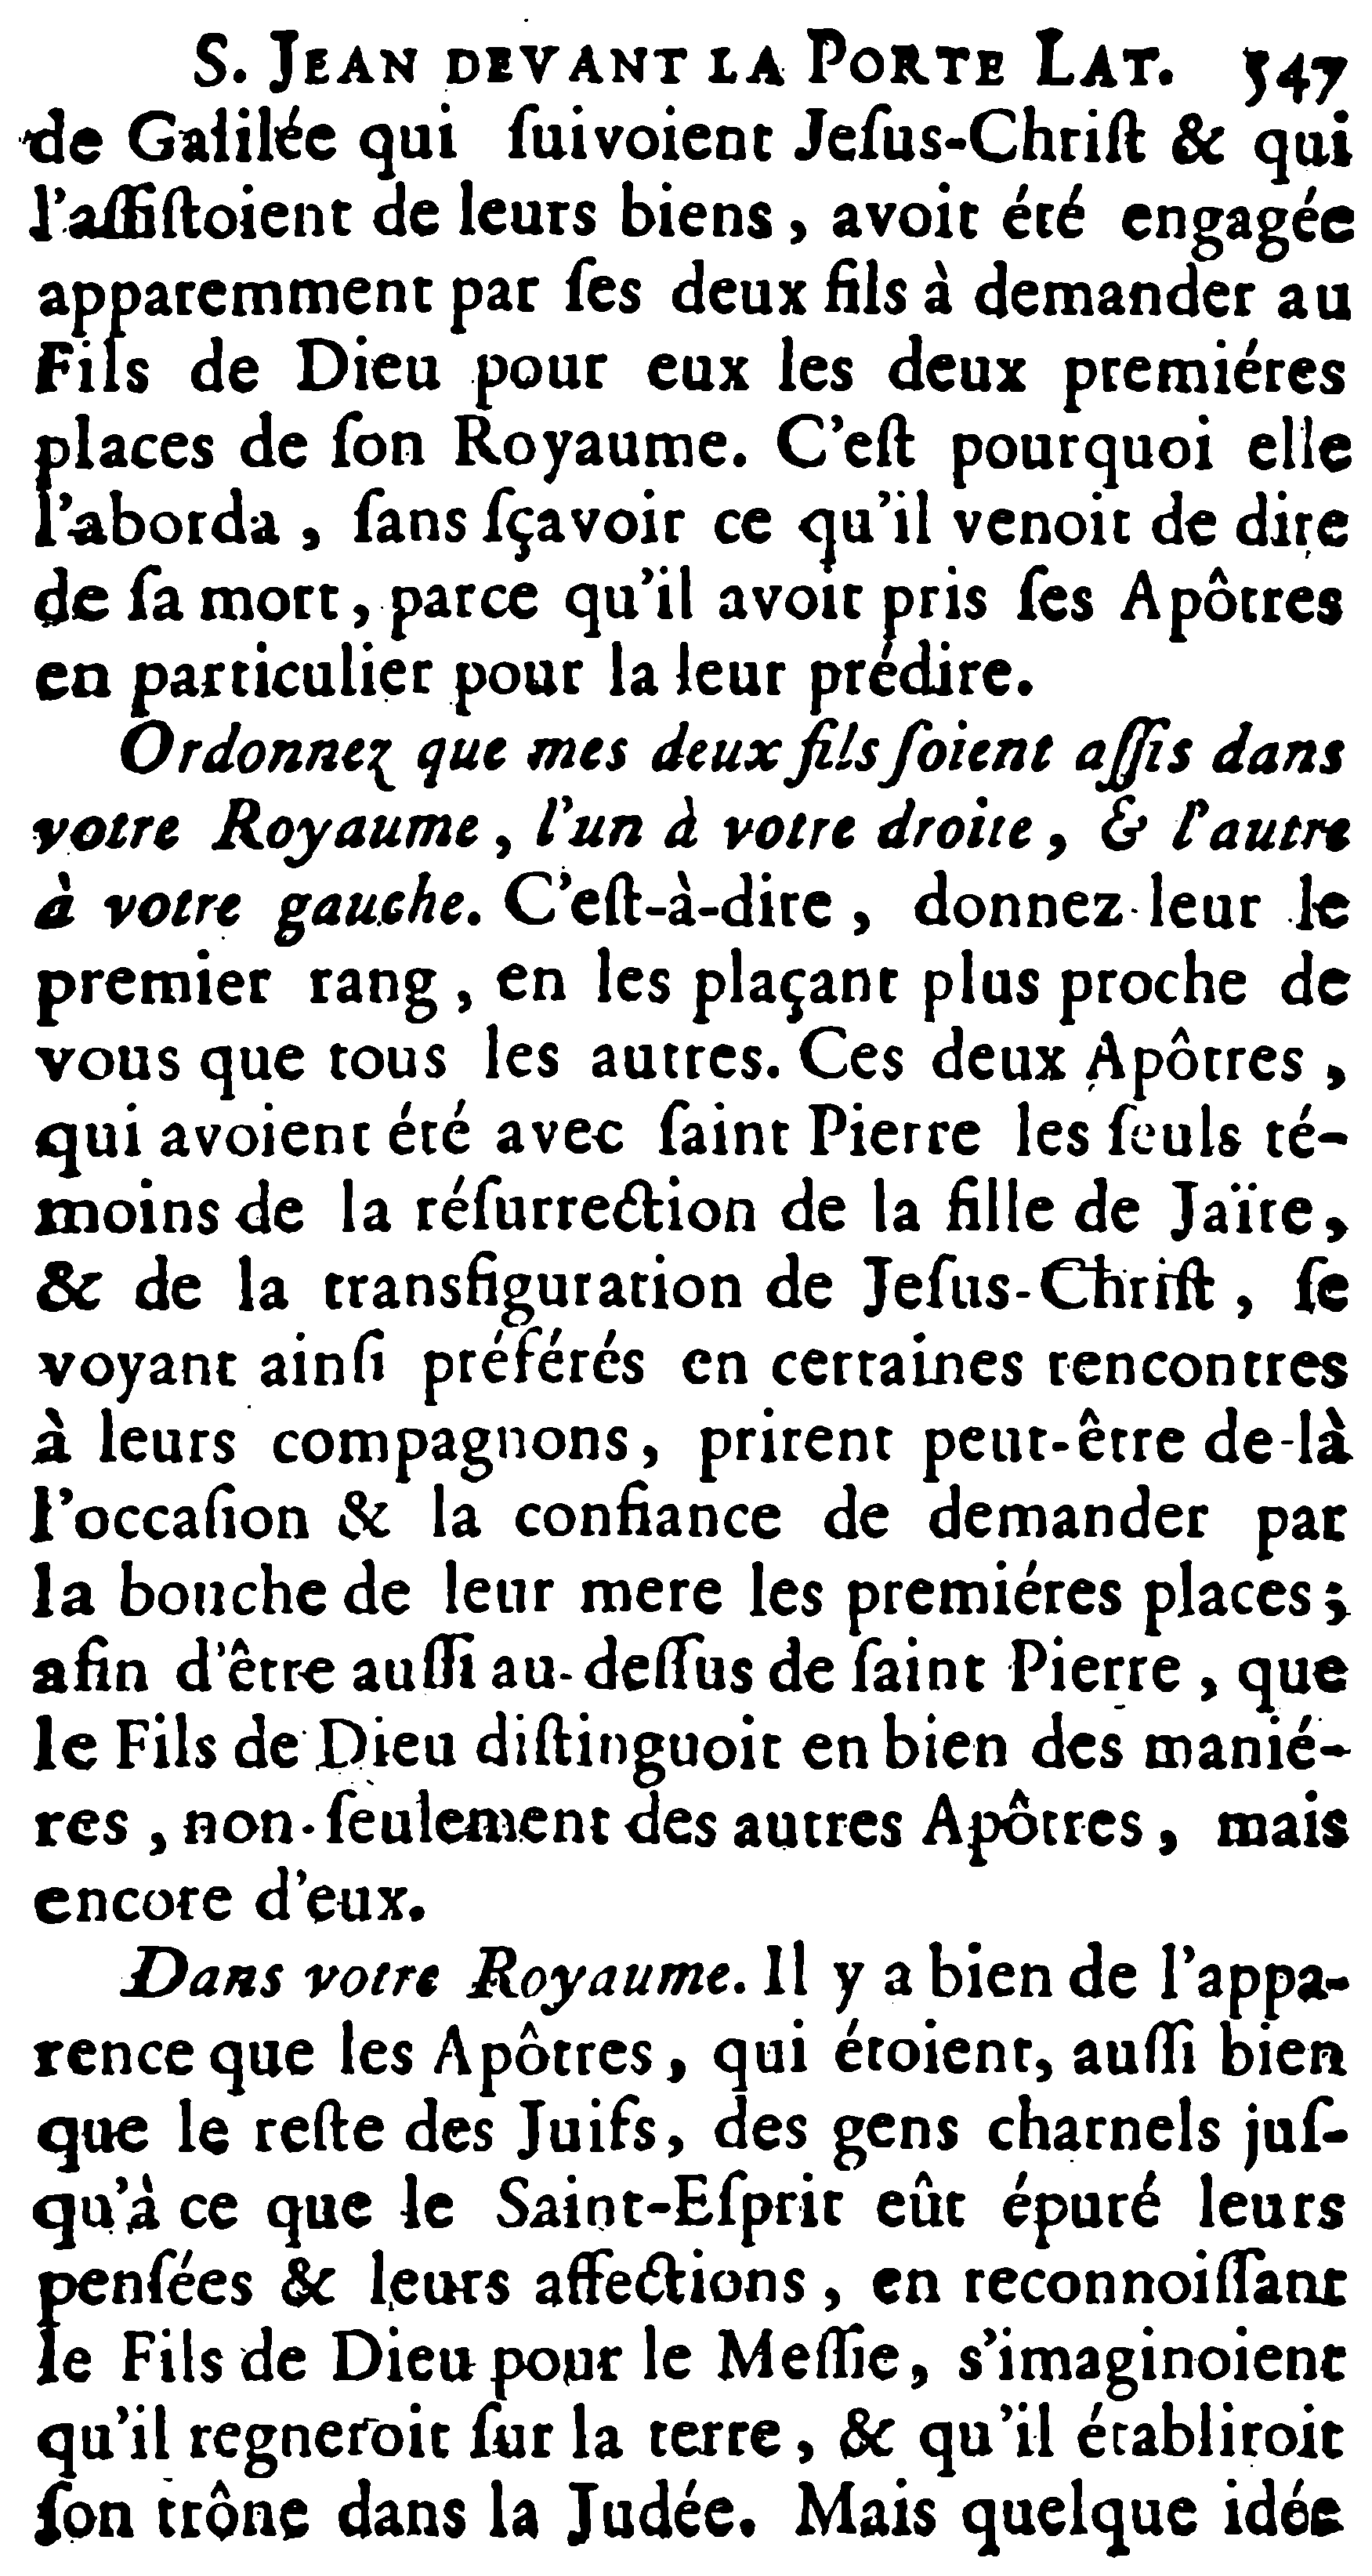 S. JEAN DEVANT LA PORTE LAT. 547
de Galilée qui ſuivoient Jeſus-Chriſt & qui
l'aſſiſtoient de leurs biens, avoit été engagée
apparemment par ſes deux fils à demander au
Fils de Dieu pour eux les deux premiéres
places de ſon Royaume. C'eſt pourquoi elle
l'aborda, ſans ſçavoir ce qu'il venoit de dire
de ſa mort, parce qu'il avoit pris ſes Apôtres
en particulier pour la leur prédire.
Ordonnez que mes deux fils ſoient aſſis dans
votre Royaume, l'un à votre droite, & l'autre
à votre gauche. C'eſt-à-dire, donnez-leur le
premier rang, en les plaçant plus proche de
vous que tous les autres. Ces deux Apôtres,
qui avoient été avec ſaint Pierre les ſeuls té-
moins de la réſurrection de la fille de Jaïre,
& de la transfiguration de Jeſus-Chriſt, ſe
voyant ainſi préférés en certaines rencontres
à leurs compagnons, prirent peut-être de-là
l'occaſion & la confiance de demander par
la bouche de leur mere les premiéres places;
afin d'être auſſi au-deſſus de ſaint Pierre, que
le Fils de Dieu diſtinguoit en bien des manié-
res, non-ſeulement des autres Apôtres, mais
encore d'eux.
Dans votre Royaume. Il y a bien de l'appa-
rence que les Apôtres, qui étoient, auſſi bien
que le reſte des Juifs, des gens charnels juſ-
qu'à ce que le Saint-Eſprit eût épuré leurs
penſées & leurs affections, en reconnoiſſant
le Fils de Dieu pour le Meſſie, s'imaginoient
qu'il regneroit ſur la terre, & qu'il établiroit
ſon trône dans la Judée. Mais quelque idée